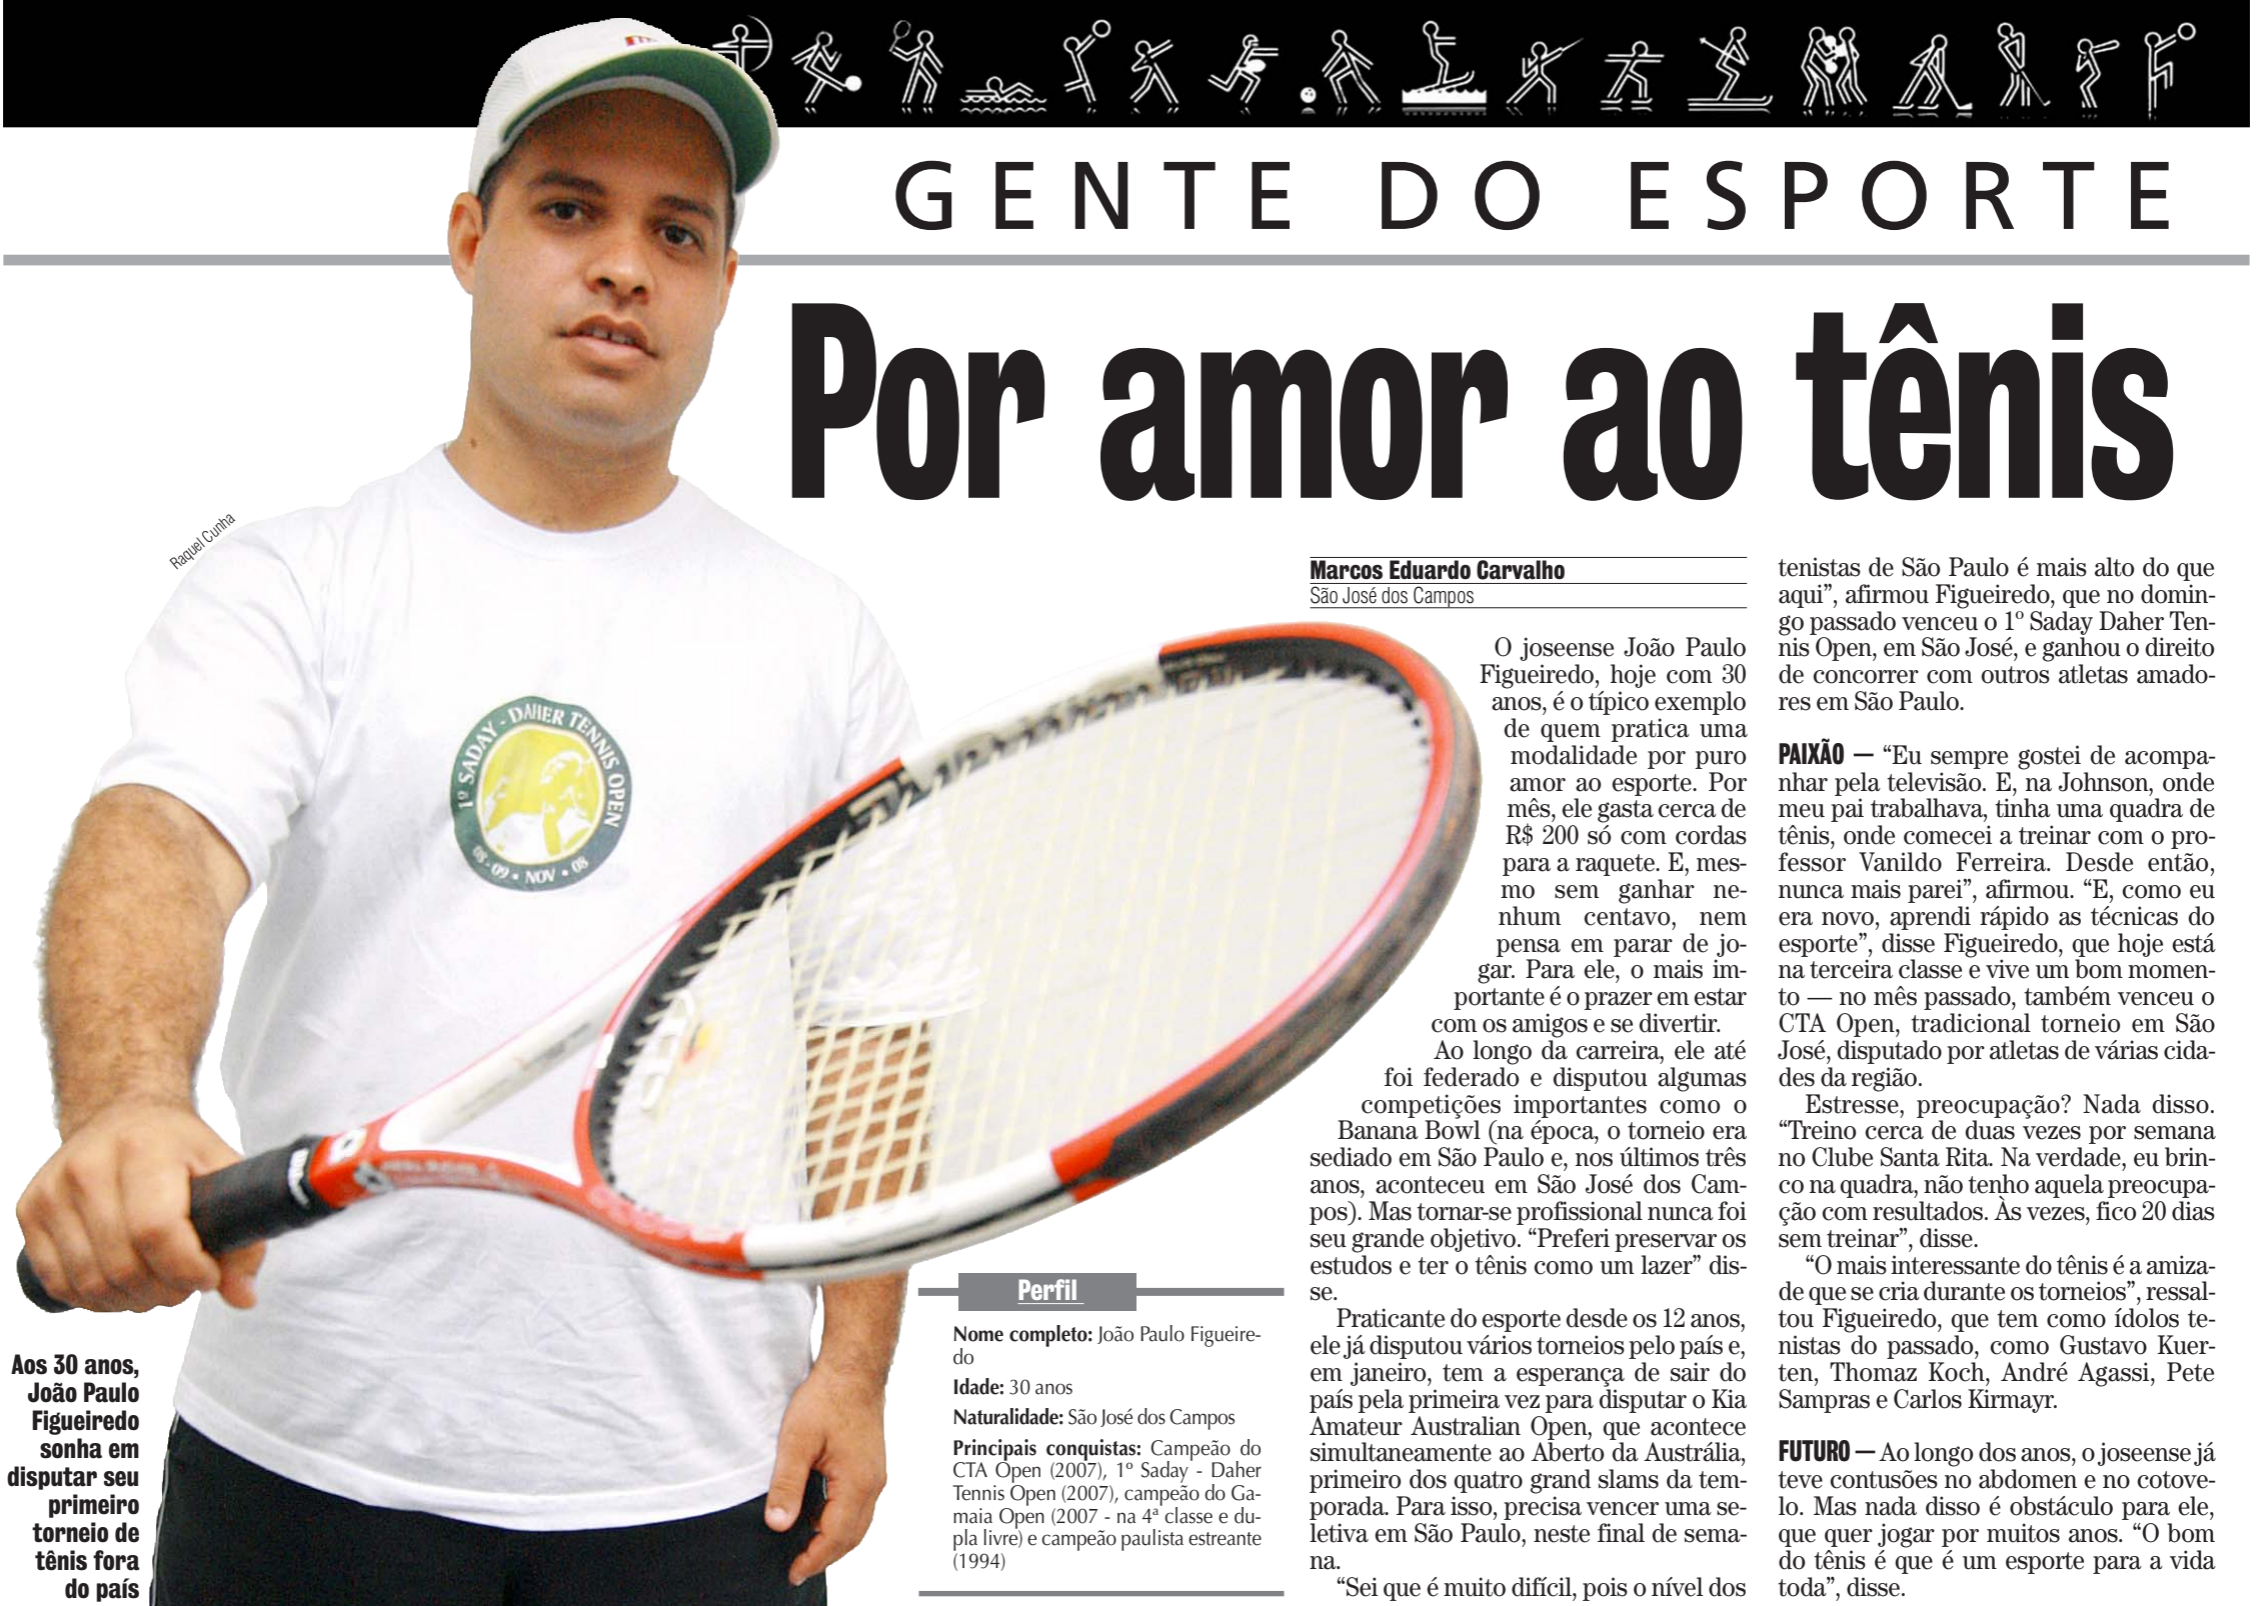 GENTE DO ESPORTE
Por amor ao tênis
Raquel Cunha
1º SADAY - DAHER TENNIS OPEN
08 - 09 • NOV • 08
Aos 30 anos,
João Paulo
Figueiredo
sonha em
disputar seu
primeiro
torneio de
tênis fora
do país
Perfil
Nome completo: João Paulo Figueire-
do
Idade: 30 anos
Naturalidade: São José dos Campos
Principais conquistas: Campeão do
CTA Open (2007), 1º Saday - Daher
Tennis Open (2007), campeão do Ga-
maia Open (2007 - na 4ª classe e du-
pla livre) e campeão paulista estreante
(1994)
Marcos Eduardo Carvalho
São José dos Campos
O joseense João Paulo
Figueiredo, hoje com 30
anos, é o típico exemplo
de quem pratica uma
modalidade por puro
amor ao esporte. Por
mês, ele gasta cerca de
R$ 200 só com cordas
para a raquete. E, mes-
mo sem ganhar ne-
nhum centavo, nem
pensa em parar de jo-
gar. Para ele, o mais im-
portante é o prazer em estar
com os amigos e se divertir.
Ao longo da carreira, ele até
foi federado e disputou algumas
competições importantes como o
Banana Bowl (na época, o torneio era
sediado em São Paulo e, nos últimos três
anos, aconteceu em São José dos Cam-
pos). Mas tornar-se profissional nunca foi
seu grande objetivo. “Preferi preservar os
estudos e ter o tênis como um lazer” dis-
se.
Praticante do esporte desde os 12 anos,
ele já disputou vários torneios pelo país e,
em janeiro, tem a esperança de sair do
país pela primeira vez para disputar o Kia
Amateur Australian Open, que acontece
simultaneamente ao Aberto da Austrália,
primeiro dos quatro grand slams da tem-
porada. Para isso, precisa vencer uma se-
letiva em São Paulo, neste final de sema-
na.
“Sei que é muito difícil, pois o nível dos
tenistas de São Paulo é mais alto do que
aqui”, afirmou Figueiredo, que no domin-
go passado venceu o 1º Saday Daher Ten-
nis Open, em São José, e ganhou o direito
de concorrer com outros atletas amado-
res em São Paulo.
PAIXÃO — “Eu sempre gostei de acompa-
nhar pela televisão. E, na Johnson, onde
meu pai trabalhava, tinha uma quadra de
tênis, onde comecei a treinar com o pro-
fessor Vanildo Ferreira. Desde então,
nunca mais parei”, afirmou. “E, como eu
era novo, aprendi rápido as técnicas do
esporte”, disse Figueiredo, que hoje está
na terceira classe e vive um bom momen-
to — no mês passado, também venceu o
CTA Open, tradicional torneio em São
José, disputado por atletas de várias cida-
des da região.
Estresse, preocupação? Nada disso.
“Treino cerca de duas vezes por semana
no Clube Santa Rita. Na verdade, eu brin-
co na quadra, não tenho aquela preocupa-
ção com resultados. Às vezes, fico 20 dias
sem treinar”, disse.
“O mais interessante do tênis é a amiza-
de que se cria durante os torneios”, ressal-
tou Figueiredo, que tem como ídolos te-
nistas do passado, como Gustavo Kuer-
ten, Thomaz Koch, André Agassi, Pete
Sampras e Carlos Kirmayr.
FUTURO — Ao longo dos anos, o joseense já
teve contusões no abdomen e no cotove-
lo. Mas nada disso é obstáculo para ele,
que quer jogar por muitos anos. “O bom
do tênis é que é um esporte para a vida
toda”, disse.